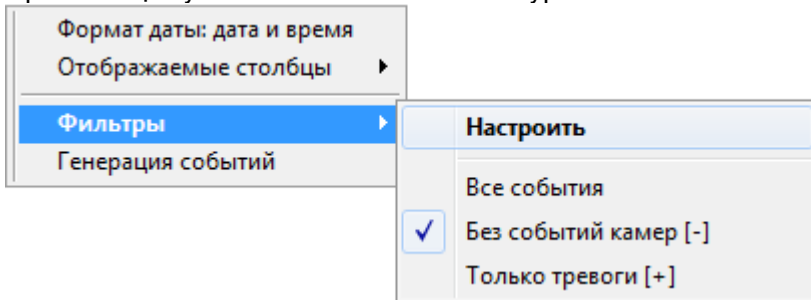 Формат даты: дата и время
Отображаемые столбцы
Фильтры
Генерация событий
Настроить
Все события
Без событий камер [-]
Только тревоги [+]